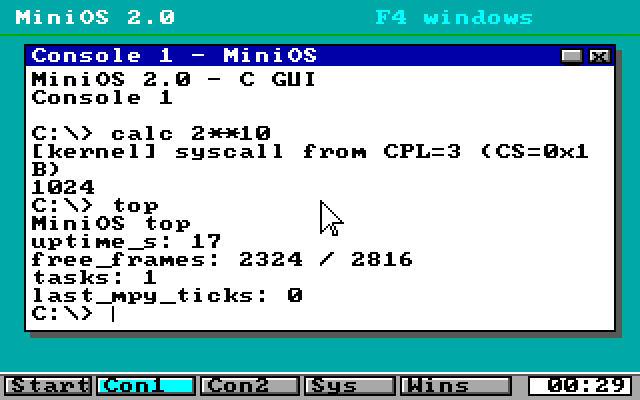 MiniOS 2.0 F4 windows
Console 1 - MiniOS
MiniOS 2.0 - C GUI
Console 1
C:\> calc 2**10
[kernel] syscall from CPL=3 (CS=0x1
B)
1024
C:\> top
MiniOS top
uptime_s: 17
free_frames: 2324 / 2816
tasks: 1
last_mpy_ticks: 0
C:\>
Start Con1 Con2 Sys Wins 00:29